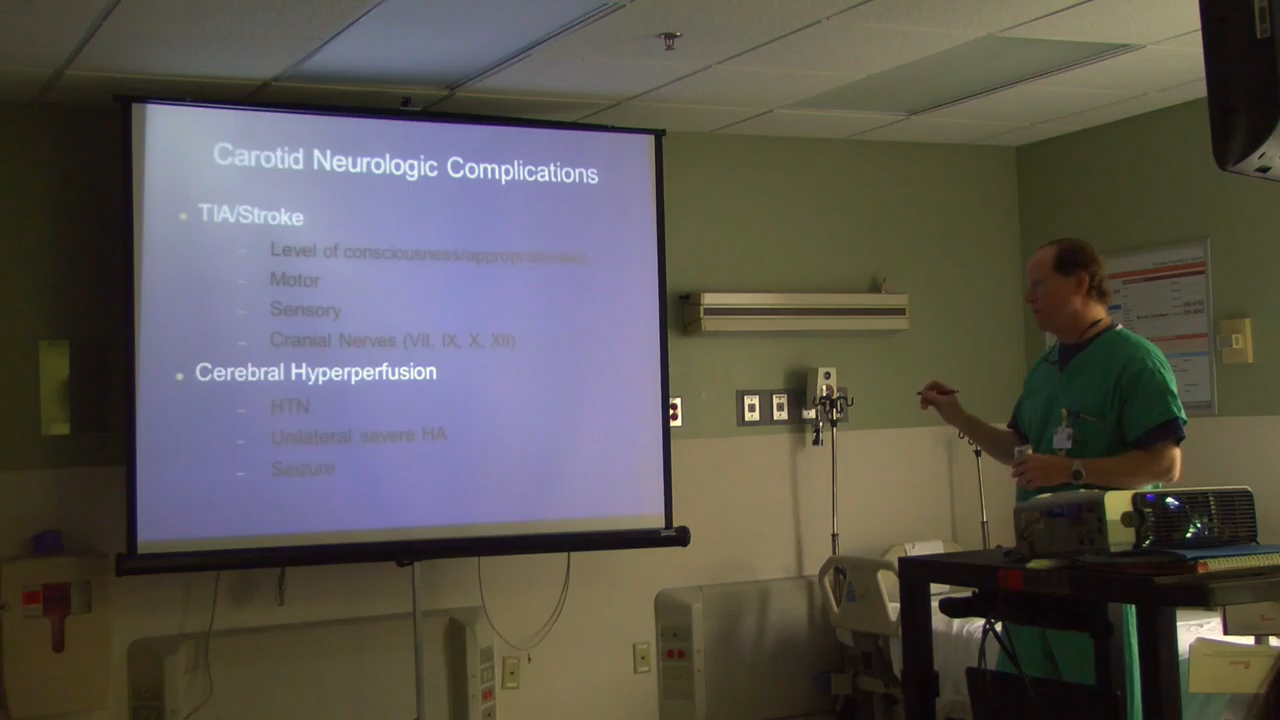 Carotid Neurologic Complications
TIA/Stroke
Level of consciousness/appropriateness
Motor
Sensory
Cranial Nerves (VII, IX, X, XII)
Cerebral Hyperperfusion
HTN
Unilateral severe HA
Seizure